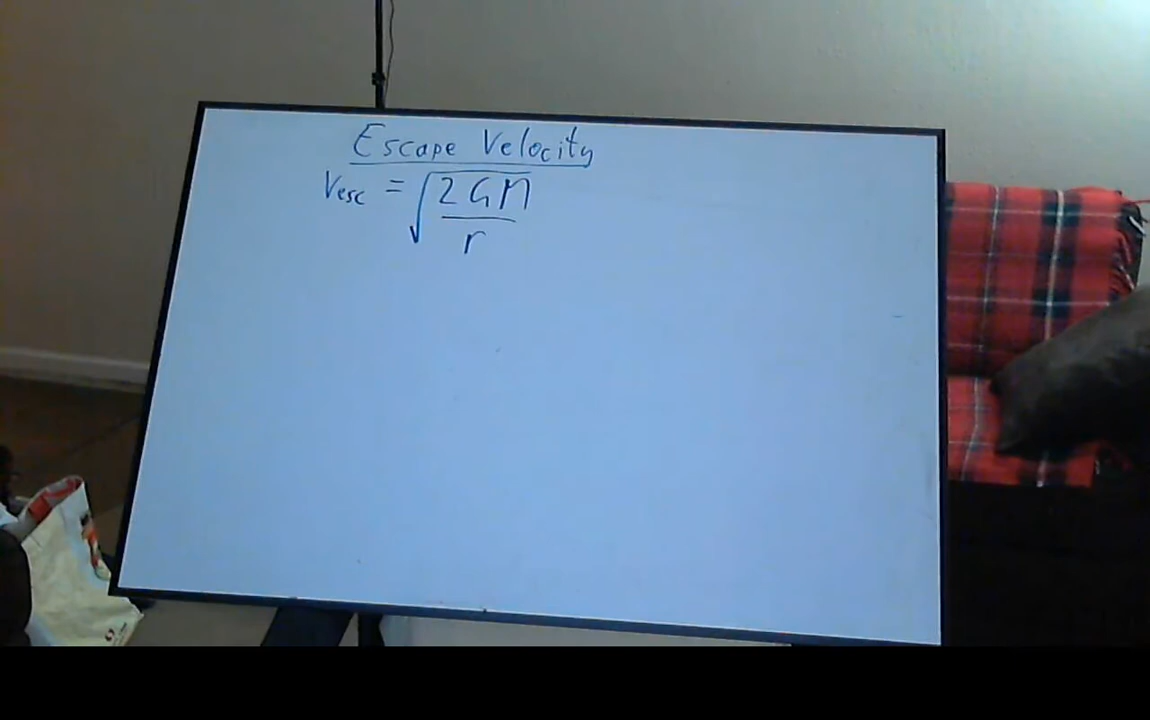 Escape Velocity
Vesc = √2GM
r